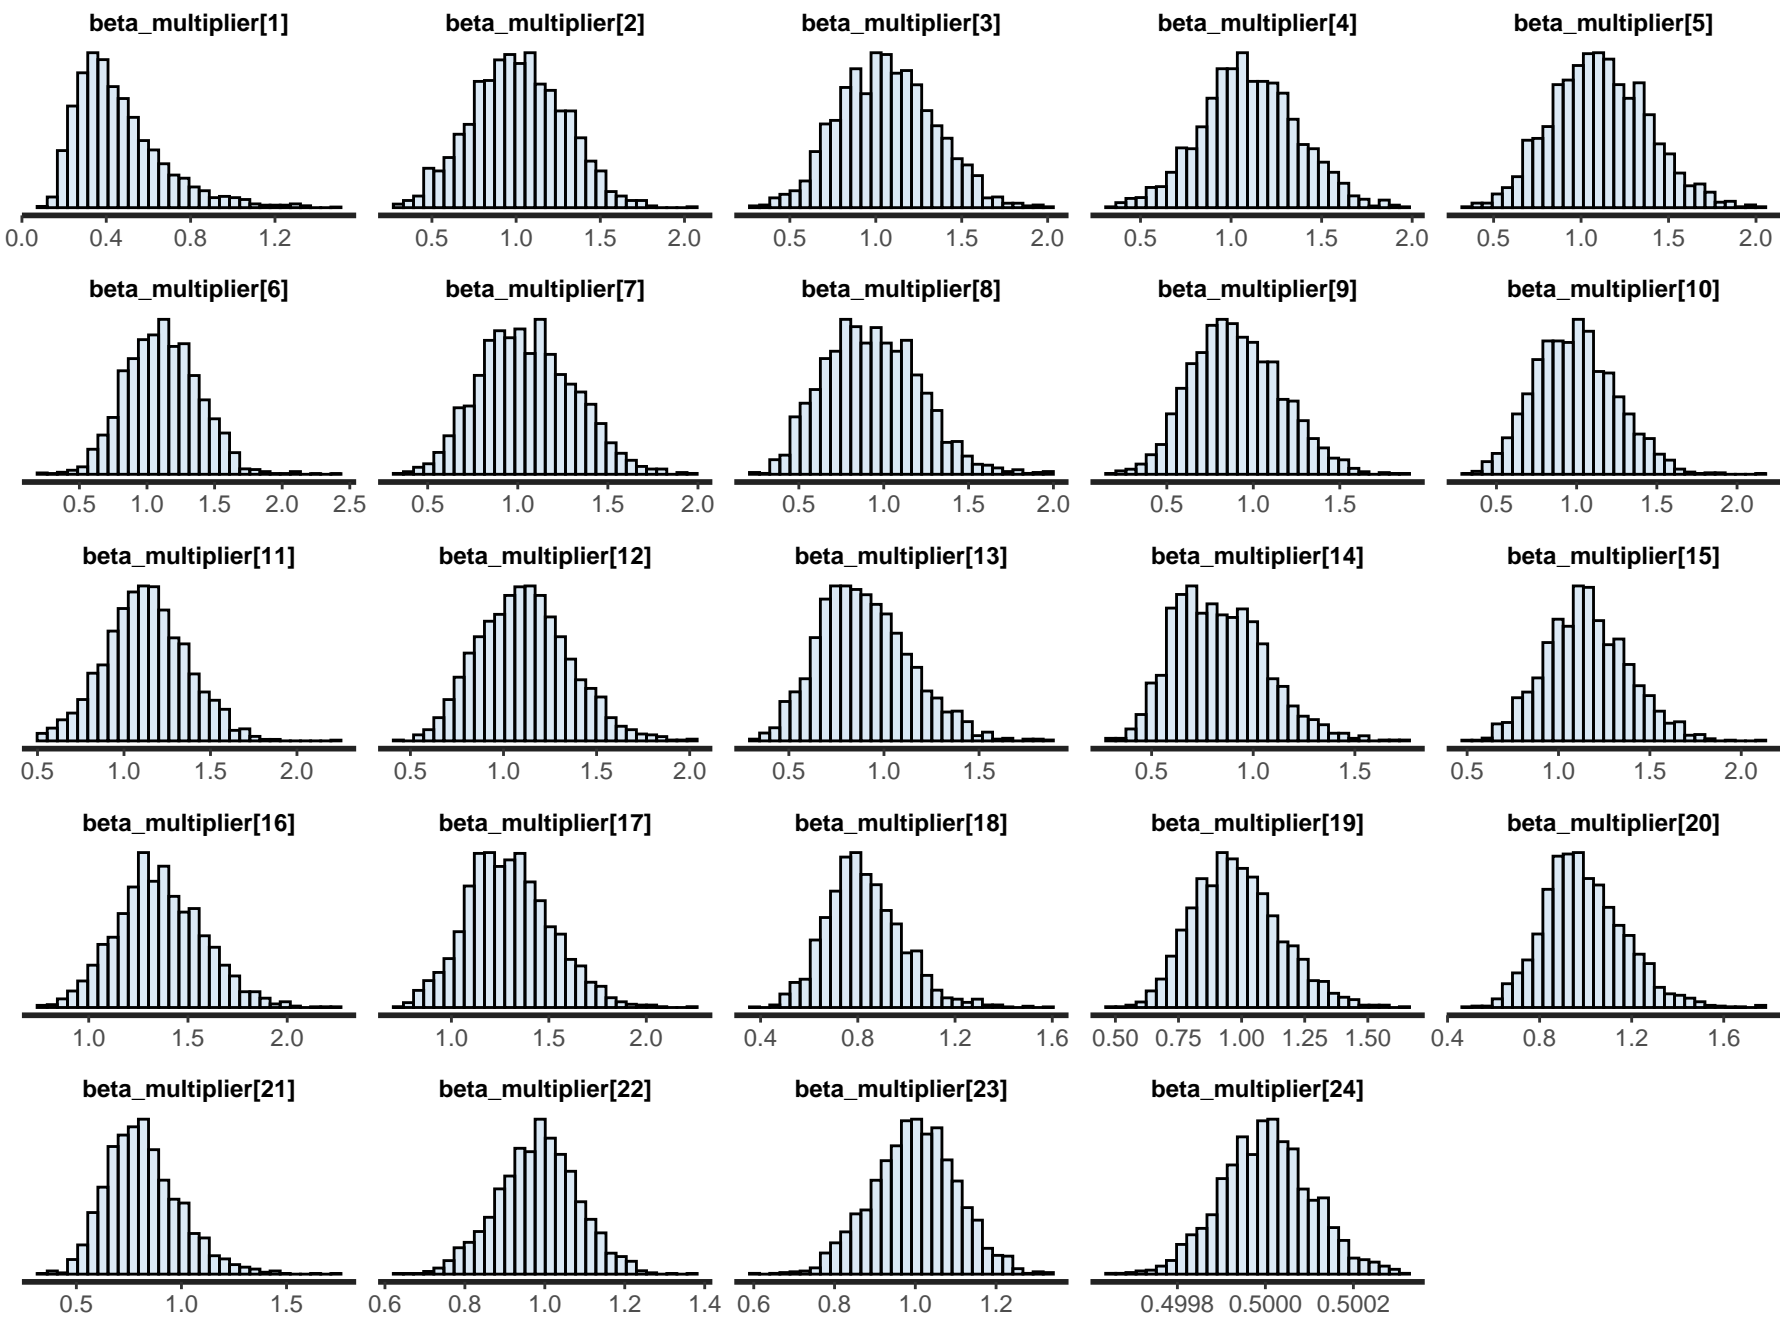 beta_multiplier[1] beta_multiplier[2] beta_multiplier[3] beta_multiplier[4] beta_multiplier[5]
0.0 0.4 0.8 1.2 0.5 1.0 1.5 2.0 0.5 1.0 1.5 2.0 0.5 1.0 1.5 2.0 0.5 1.0 1.5 2.0
beta_multiplier[6] beta_multiplier[7] beta_multiplier[8] beta_multiplier[9] beta_multiplier[10]
0.5 1.0 1.5 2.0 2.5 0.5 1.0 1.5 2.0 0.5 1.0 1.5 2.0 0.5 1.0 1.5 0.5 1.0 1.5 2.0
beta_multiplier[11] beta_multiplier[12] beta_multiplier[13] beta_multiplier[14] beta_multiplier[15]
0.5 1.0 1.5 2.0 0.5 1.0 1.5 2.0 0.5 1.0 1.5 0.5 1.0 1.5 0.5 1.0 1.5 2.0
beta_multiplier[16] beta_multiplier[17] beta_multiplier[18] beta_multiplier[19] beta_multiplier[20]
1.0 1.5 2.0 1.0 1.5 2.0 0.4 0.8 1.2 1.6 0.50 0.75 1.00 1.25 1.50 0.4 0.8 1.2 1.6
beta_multiplier[21] beta_multiplier[22] beta_multiplier[23] beta_multiplier[24]
0.5 1.0 1.5 0.6 0.8 1.0 1.2 1.4 0.6 0.8 1.0 1.2 0.4998 0.5000 0.5002